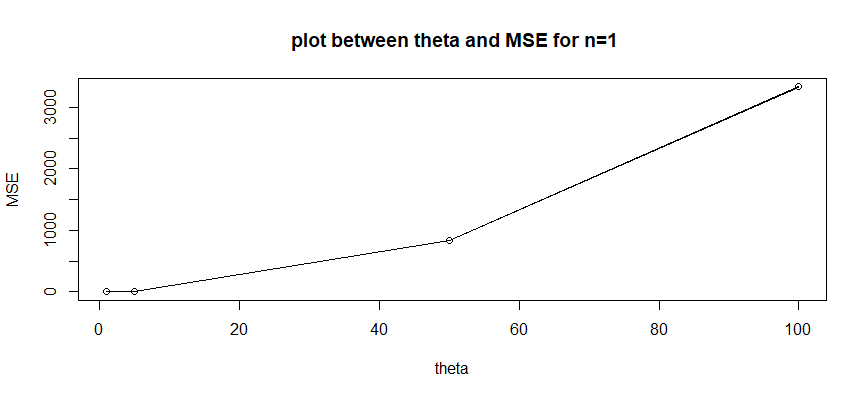 plot between theta and MSE for n=1
3000
2000
1000
0
MSE
0 20 40 60 80 100
theta